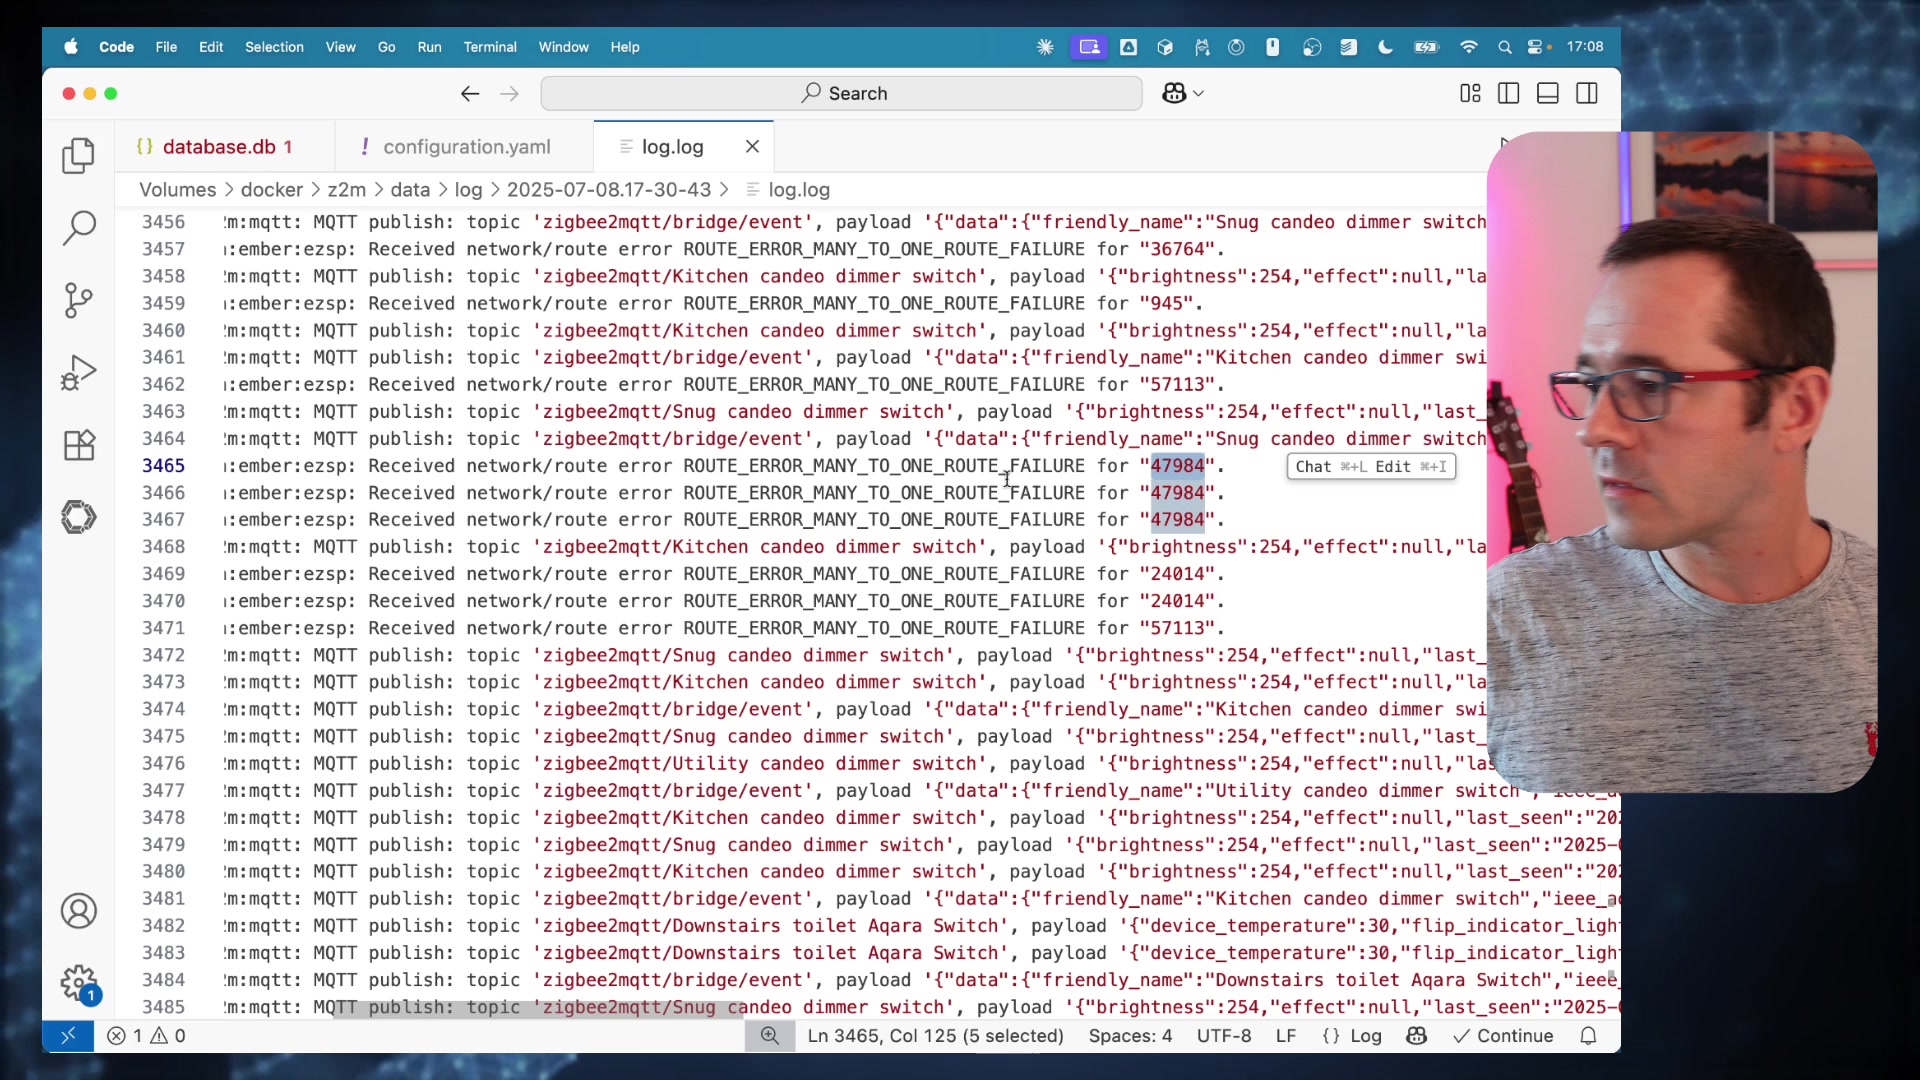 Code File Edit Selection View Go Run Terminal Window Help 17:08
Search
{} database.db 1 ! configuration.yaml log.log
Volumes > docker > z2m > data > log > 2025-07-08.17-30-43 > log.log
3456 2m:mqtt: MQTT publish: topic 'zigbee2mqtt/bridge/event', payload '{"data":{"friendly_name":"Snug candeo dimmer switch
3457 :ember:ezsp: Received network/route error ROUTE_ERROR_MANY_TO_ONE_ROUTE_FAILURE for "36764".
3458 m:mqtt: MQTT publish: topic 'zigbee2mqtt/Kitchen candeo dimmer switch', payload '{"brightness":254,"effect":null,"la
3459 :ember:ezsp: Received network/route error ROUTE_ERROR_MANY_TO_ONE_ROUTE_FAILURE for "945".
3460 m:mqtt: MQTT publish: topic 'zigbee2mqtt/Kitchen candeo dimmer switch', payload '{"brightness":254,"effect":null,"la
3461 m:mqtt: MQTT publish: topic 'zigbee2mqtt/bridge/event', payload '{"data":{"friendly_name":"Kitchen candeo dimmer swi
3462 :ember:ezsp: Received network/route error ROUTE_ERROR_MANY_TO_ONE_ROUTE_FAILURE for "57113".
3463 m:mqtt: MQTT publish: topic 'zigbee2mqtt/Snug candeo dimmer switch', payload '{"brightness":254,"effect":null,"last_
3464 m:mqtt: MQTT publish: topic 'zigbee2mqtt/bridge/event', payload '{"data":{"friendly_name":"Snug candeo dimmer switch
3465 :ember:ezsp: Received network/route error ROUTE_ERROR_MANY_TO_ONE_ROUTE_FAILURE for "47984". Chat ⌘+L Edit ⌘+I
3466 :ember:ezsp: Received network/route error ROUTE_ERROR_MANY_TO_ONE_ROUTE_FAILURE for "47984".
3467 :ember:ezsp: Received network/route error ROUTE_ERROR_MANY_TO_ONE_ROUTE_FAILURE for "47984".
3468 m:mqtt: MQTT publish: topic 'zigbee2mqtt/Kitchen candeo dimmer switch', payload '{"brightness":254,"effect":null,"la
3469 :ember:ezsp: Received network/route error ROUTE_ERROR_MANY_TO_ONE_ROUTE_FAILURE for "24014".
3470 :ember:ezsp: Received network/route error ROUTE_ERROR_MANY_TO_ONE_ROUTE_FAILURE for "24014".
3471 :ember:ezsp: Received network/route error ROUTE_ERROR_MANY_TO_ONE_ROUTE_FAILURE for "57113".
3472 m:mqtt: MQTT publish: topic 'zigbee2mqtt/Snug candeo dimmer switch', payload '{"brightness":254,"effect":null,"last_
3473 m:mqtt: MQTT publish: topic 'zigbee2mqtt/Kitchen candeo dimmer switch', payload '{"brightness":254,"effect":null,"la
3474 m:mqtt: MQTT publish: topic 'zigbee2mqtt/bridge/event', payload '{"data":{"friendly_name":"Kitchen candeo dimmer swi
3475 m:mqtt: MQTT publish: topic 'zigbee2mqtt/Snug candeo dimmer switch', payload '{"brightness":254,"effect":null,"last_
3476 m:mqtt: MQTT publish: topic 'zigbee2mqtt/Utility candeo dimmer switch', payload '{"brightness":254,"effect":null,"la
3477 m:mqtt: MQTT publish: topic 'zigbee2mqtt/bridge/event', payload '{"data":{"friendly_name":"Utility candeo dimmer switch","ieee_a
3478 m:mqtt: MQTT publish: topic 'zigbee2mqtt/Kitchen candeo dimmer switch', payload '{"brightness":254,"effect":null,"last_seen":"202
3479 m:mqtt: MQTT publish: topic 'zigbee2mqtt/Snug candeo dimmer switch', payload '{"brightness":254,"effect":null,"last_seen":"2025-0
3480 m:mqtt: MQTT publish: topic 'zigbee2mqtt/Kitchen candeo dimmer switch', payload '{"brightness":254,"effect":null,"last_seen":"202
3481 m:mqtt: MQTT publish: topic 'zigbee2mqtt/bridge/event', payload '{"data":{"friendly_name":"Kitchen candeo dimmer switch","ieee_a
3482 m:mqtt: MQTT publish: topic 'zigbee2mqtt/Downstairs toilet Aqara Switch', payload '{"device_temperature":30,"flip_indicator_ligh
3483 m:mqtt: MQTT publish: topic 'zigbee2mqtt/Downstairs toilet Aqara Switch', payload '{"device_temperature":30,"flip_indicator_ligh
3484 m:mqtt: MQTT publish: topic 'zigbee2mqtt/bridge/event', payload '{"data":{"friendly_name":"Downstairs toilet Aqara Switch","ieee_
3485 m:mqtt: MQTT publish: topic 'zigbee2mqtt/Snug candeo dimmer switch', payload '{"brightness":254,"effect":null,"last_seen":"2025-0
1
1 0 Ln 3465, Col 125 (5 selected) Spaces: 4 UTF-8 LF {} Log Continue